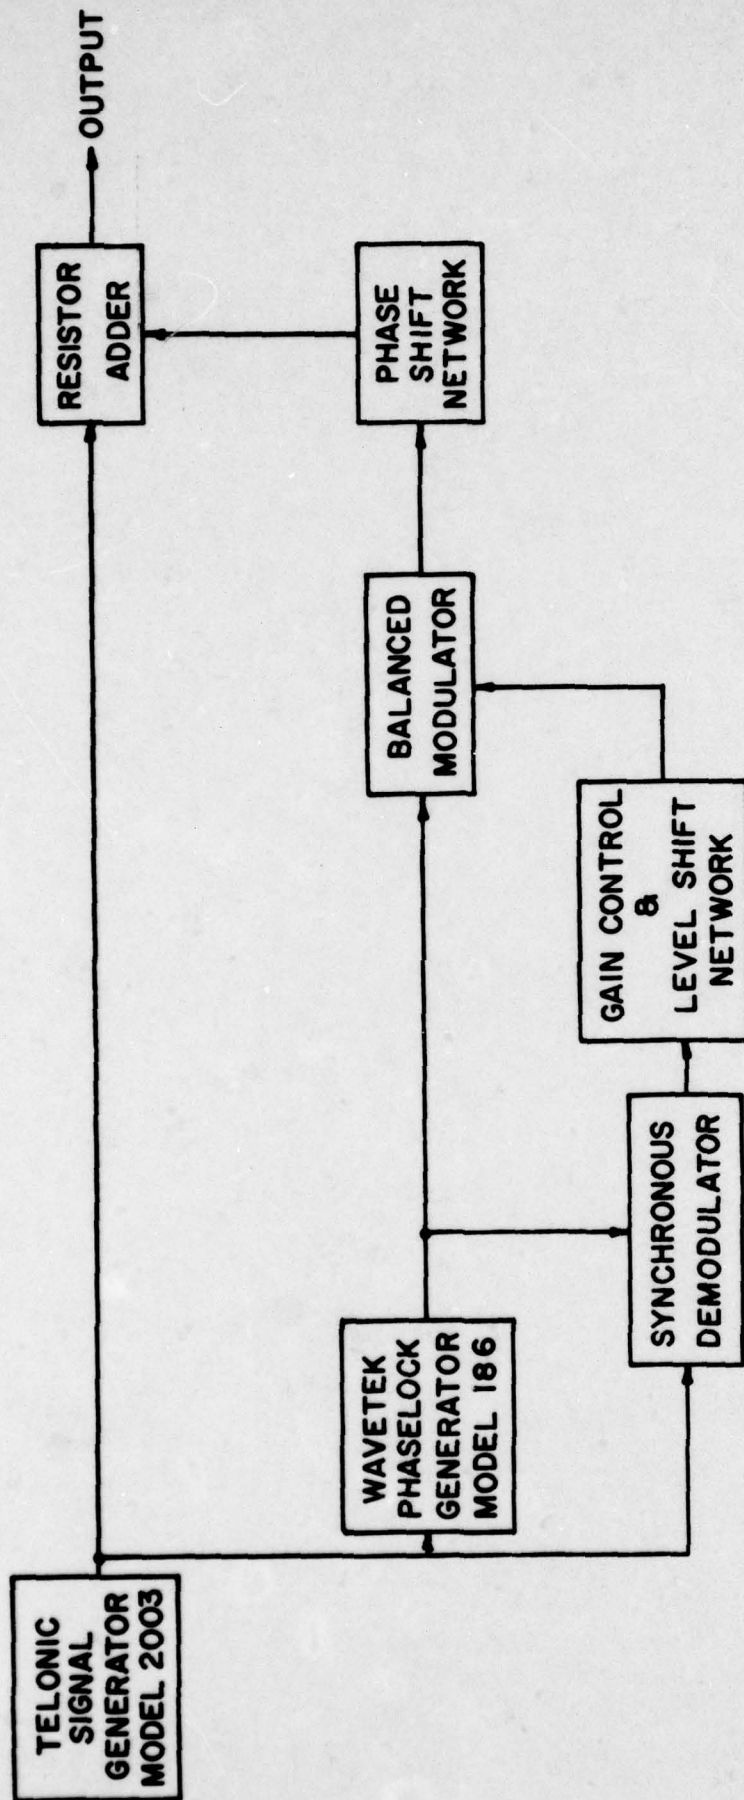 TELONIC
SIGNAL
GENERATOR
MODEL 2003
WAVETEK
PHASELOCK
GENERATOR
MODEL 186
SYNCHRONOUS
DEMODULATOR
GAIN CONTROL
&
LEVEL SHIFT
NETWORK
BALANCED
MODULATOR
PHASE
SHIFT
NETWORK
RESISTOR
ADDER
OUTPUT